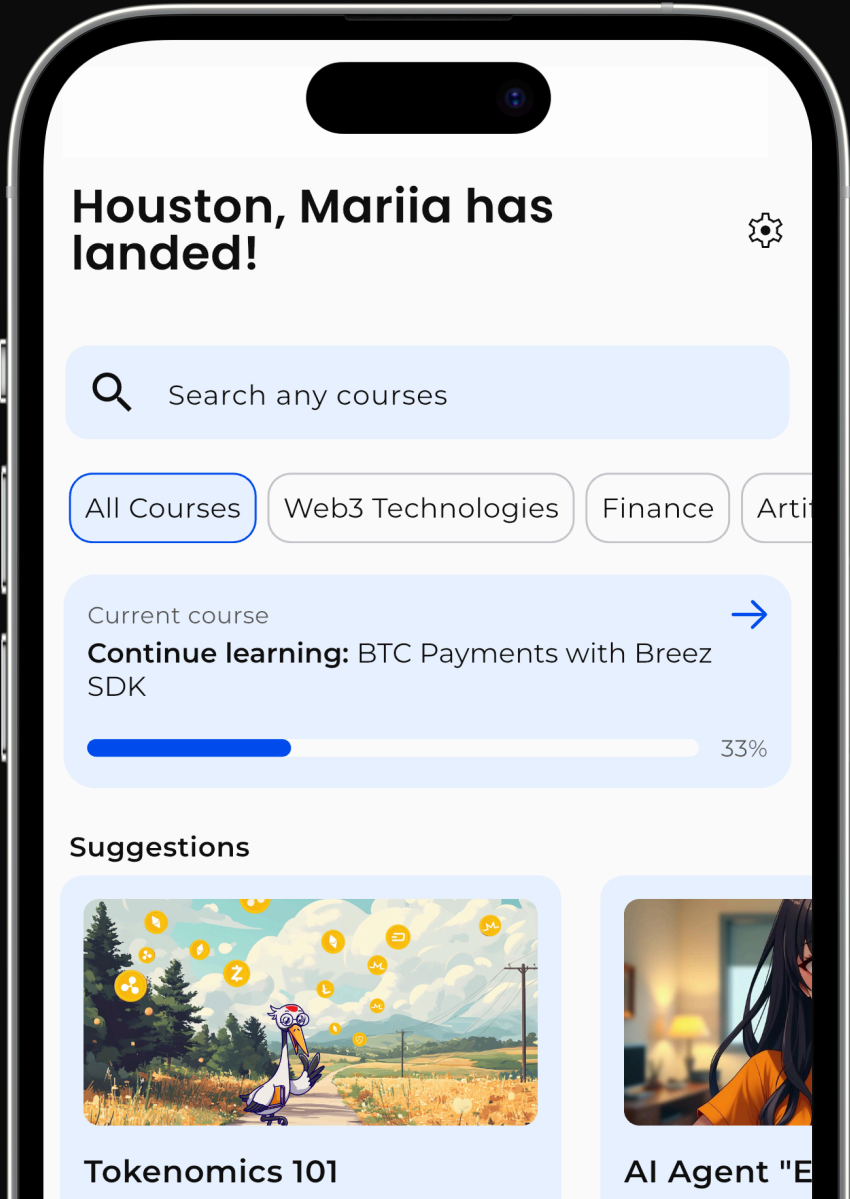 Houston, Mariia has
landed!
Search any courses
All Courses
Web3 Technologies
Finance
Arti
Current course
Continue learning: BTC Payments with Breez
SDK
33%
Suggestions
Tokenomics 101
AI Agent "E